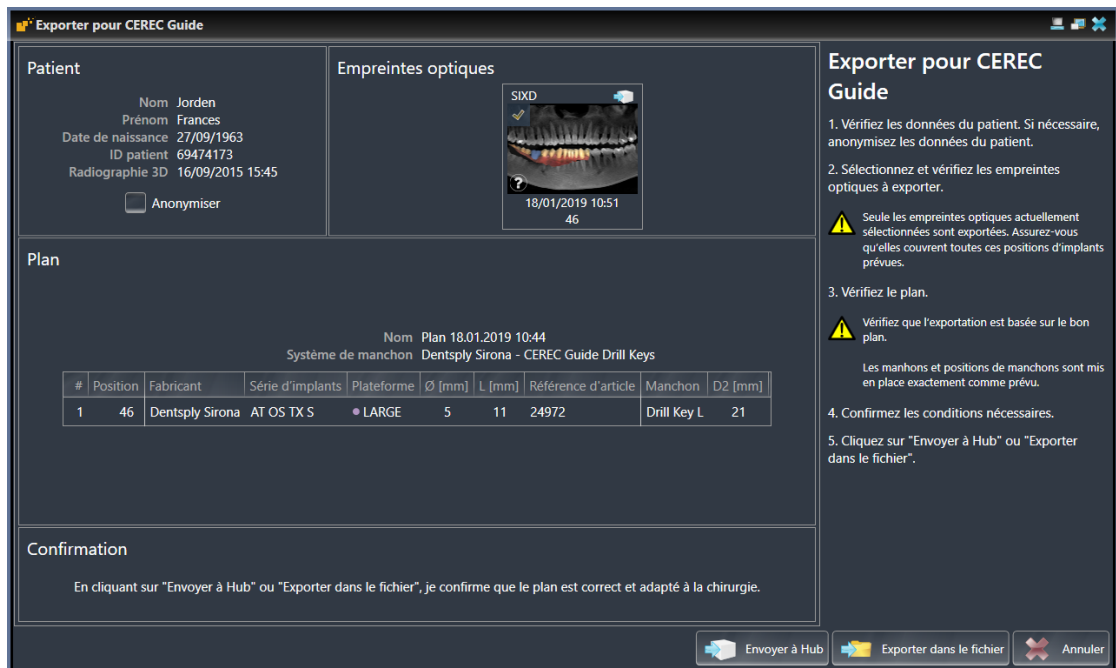 Exporter pour CEREC Guide
Patient
Nom Jorden
Prénom Frances
Date de naissance 27/09/1963
ID patient 69474173
Radiographie 3D 16/09/2015 15:45
Anonymiser
Empreintes optiques
SIXD
?
18/01/2019 10:51
46
Plan
Nom Plan 18.01.2019 10:44
Système de manchon Dentsply Sirona - CEREC Guide Drill Keys
# Position Fabricant Série d'implants Plateforme Ø [mm] L [mm] Référence d'article Manchon D2 [mm]
1 46 Dentsply Sirona AT OS TX S LARGE 5 11 24972 Drill Key L 21
Confirmation
En cliquant sur "Envoyer à Hub" ou "Exporter dans le fichier", je confirme que le plan est correct et adapté à la chirurgie.
Exporter pour CEREC
Guide
1. Vérifiez les données du patient. Si nécessaire,
anonymisez les données du patient.
2. Sélectionnez et vérifiez les empreintes
optiques à exporter.
Seule les empreintes optiques actuellement
sélectionnées sont exportées. Assurez-vous
qu'elles couvrent toutes ces positions d'implants
prévues.
3. Vérifiez le plan.
Vérifiez que l'exportation est basée sur le bon
plan.
Les manhons et positions de manchons sont mis
en place exactement comme prévu.
4. Confirmez les conditions nécessaires.
5. Cliquez sur "Envoyer à Hub" ou "Exporter
dans le fichier".
Envoyer à Hub
Exporter dans le fichier
Annuler